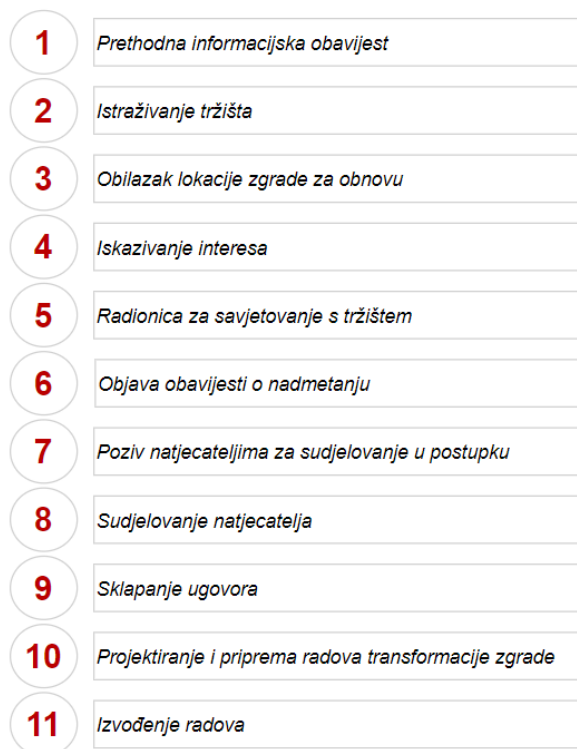 1 Prethodna informacijska obavijest
2 Istraživanje tržišta
3 Obilazak lokacije zgrade za obnovu
4 Iskazivanje interesa
5 Radionica za savjetovanje s tržištem
6 Objava obavijesti o nadmetanju
7 Poziv natjecateljima za sudjelovanje u postupku
8 Sudjelovanje natjecatelja
9 Sklapanje ugovora
10 Projektiranje i priprema radova transformacije zgrade
11 Izvođenje radova